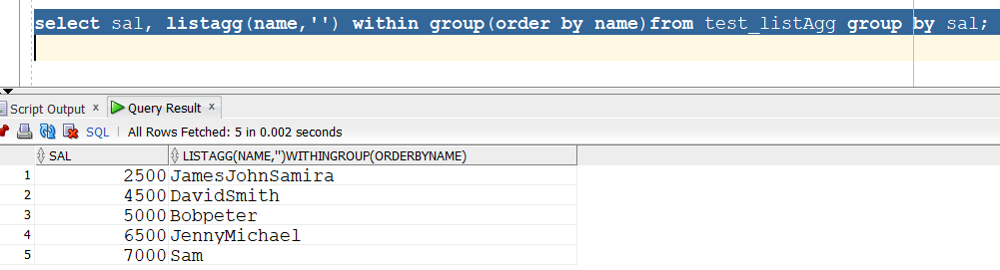 select sal, listagg(name,'') within group(order by name)from test_listAgg group by sal;
Script Output x Query Result x
SQL | All Rows Fetched: 5 in 0.002 seconds
SAL LISTAGG(NAME,'')WITHINGROUP(ORDERBYNAME)
1 2500 JamesJohnSamira
2 4500 DavidSmith
3 5000 Bobpeter
4 6500 JennyMichael
5 7000 Sam